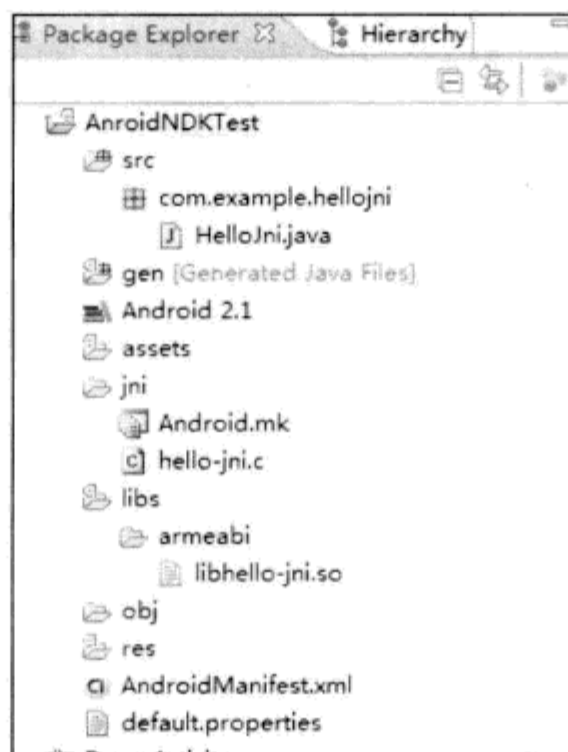 Package Explorer Hierarchy
AnroidNDKTest
src
com.example.hellojni
HelloJni.java
gen [Generated Java Files]
Android 2.1
assets
jni
Android.mk
hello-jni.c
libs
armeabi
libhello-jni.so
obj
res
AndroidManifest.xml
default.properties